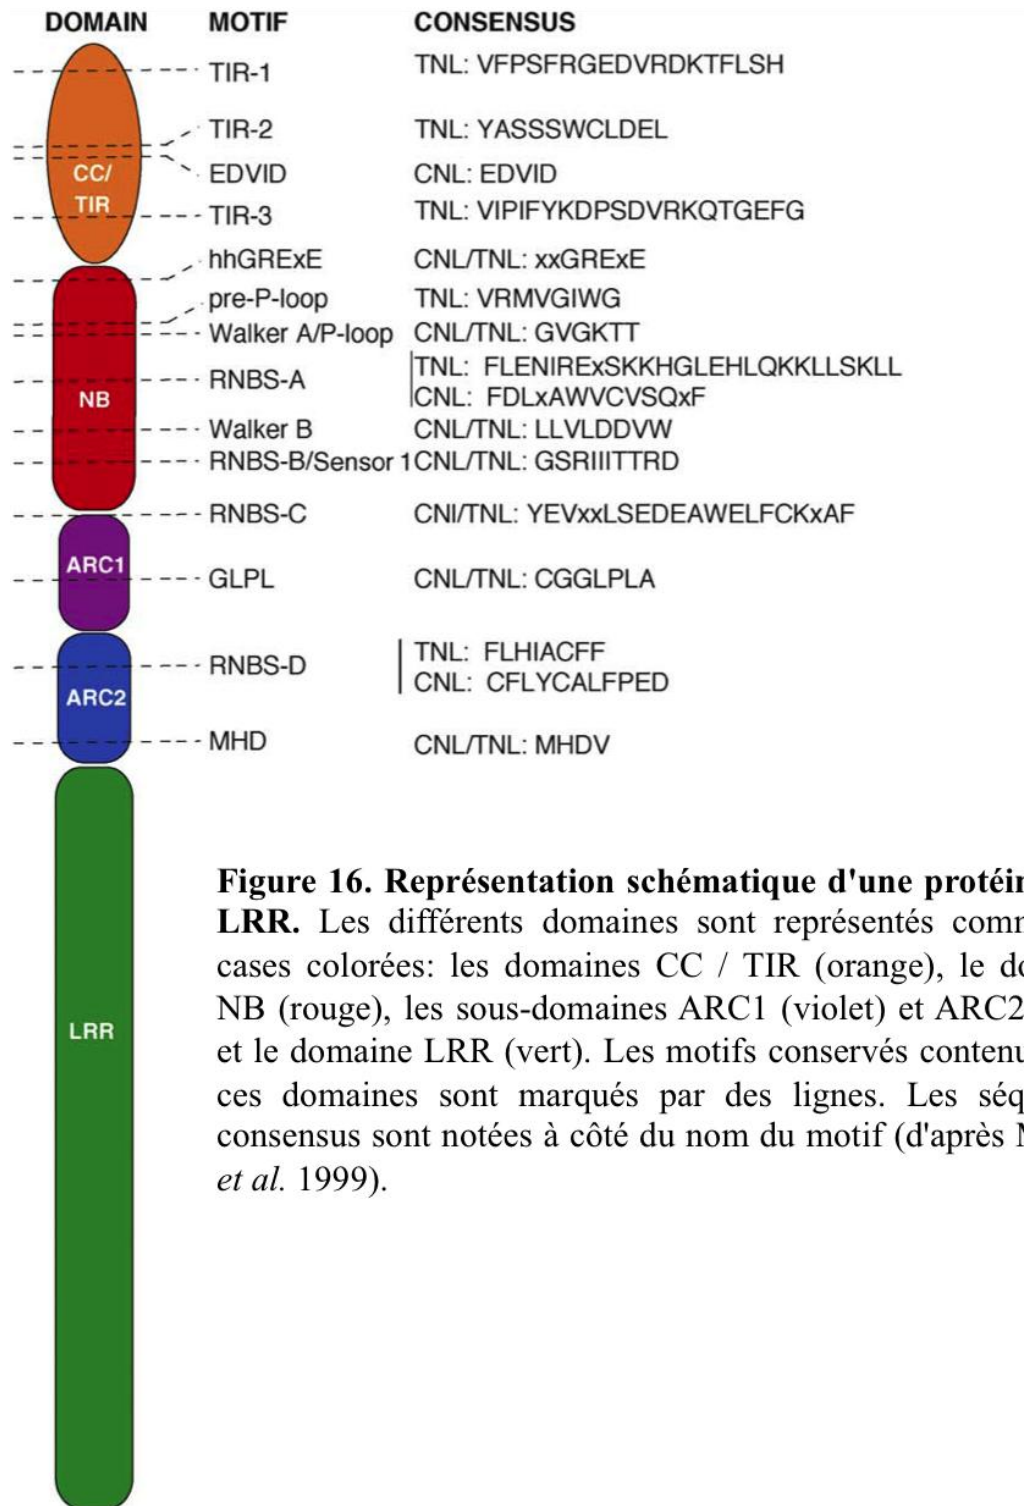 DOMAIN MOTIF CONSENSUS
TIR-1 TNL: VFPSFRGEDVRDKTFLSH
TIR-2 TNL: YASSSWCLDEL
CC/
TIR
EDVID CNL: EDVID
TIR-3 TNL: VIPIFYKDPSDVRKQTGEFG
hhGRExE CNL/TNL: xxGRExE
pre-P-loop TNL: VRMVGIWG
Walker A/P-loop CNL/TNL: GVGKTT
RNBS-A TNL: FLENIRExSKKHGLEHLQKKLLSKLL
CNL: FDLxAWVCVSQxF
NB
Walker B CNL/TNL: LLVLDDVW
RNBS-B/Sensor 1 CNL/TNL: GSRIIITTRD
RNBS-C CNI/TNL: YEVxxLSEDEAWELFCKxAF
ARC1
GLPL CNL/TNL: CGGLPLA
RNBS-D TNL: FLHIACFF
CNL: CFLYCALFPED
ARC2
MHD CNL/TNL: MHDV
LRR
Figure 16. Représentation schématique d'une protéin
LRR. Les différents domaines sont représentés comm
cases colorées: les domaines CC / TIR (orange), le do
NB (rouge), les sous-domaines ARC1 (violet) et ARC2
et le domaine LRR (vert). Les motifs conservés contenu
ces domaines sont marqués par des lignes. Les séq
consensus sont notées à côté du nom du motif (d'après
et al. 1999).